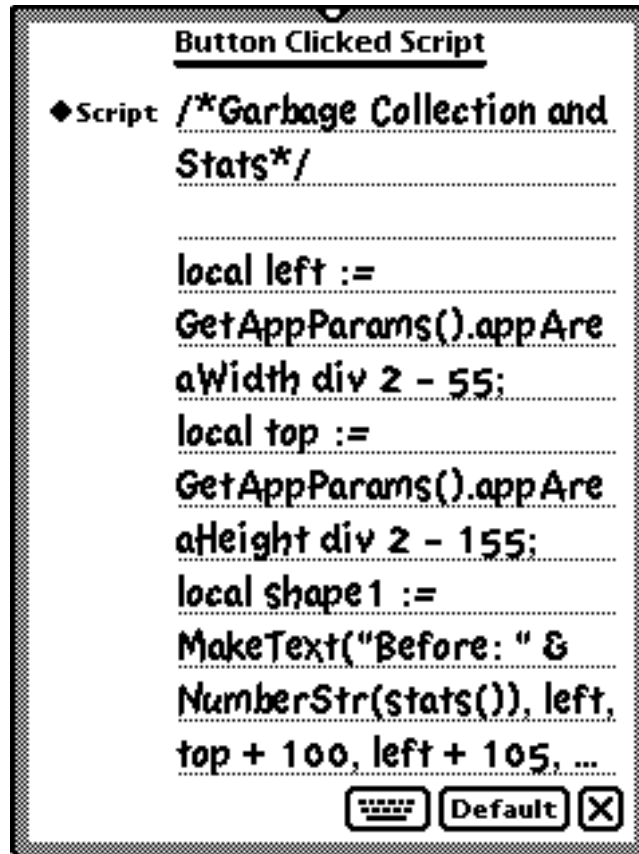 Button Clicked Script
◆Script /*Garbage Collection and
Stats*/
local left :=
GetAppParams().appAre
aWidth div 2 - 55;
local top :=
GetAppParams().appAre
aHeight div 2 - 155;
local shape1 :=
MakeText("Before: " &
NumberStr(stats()), left,
top + 100, left + 105, ...
Default X